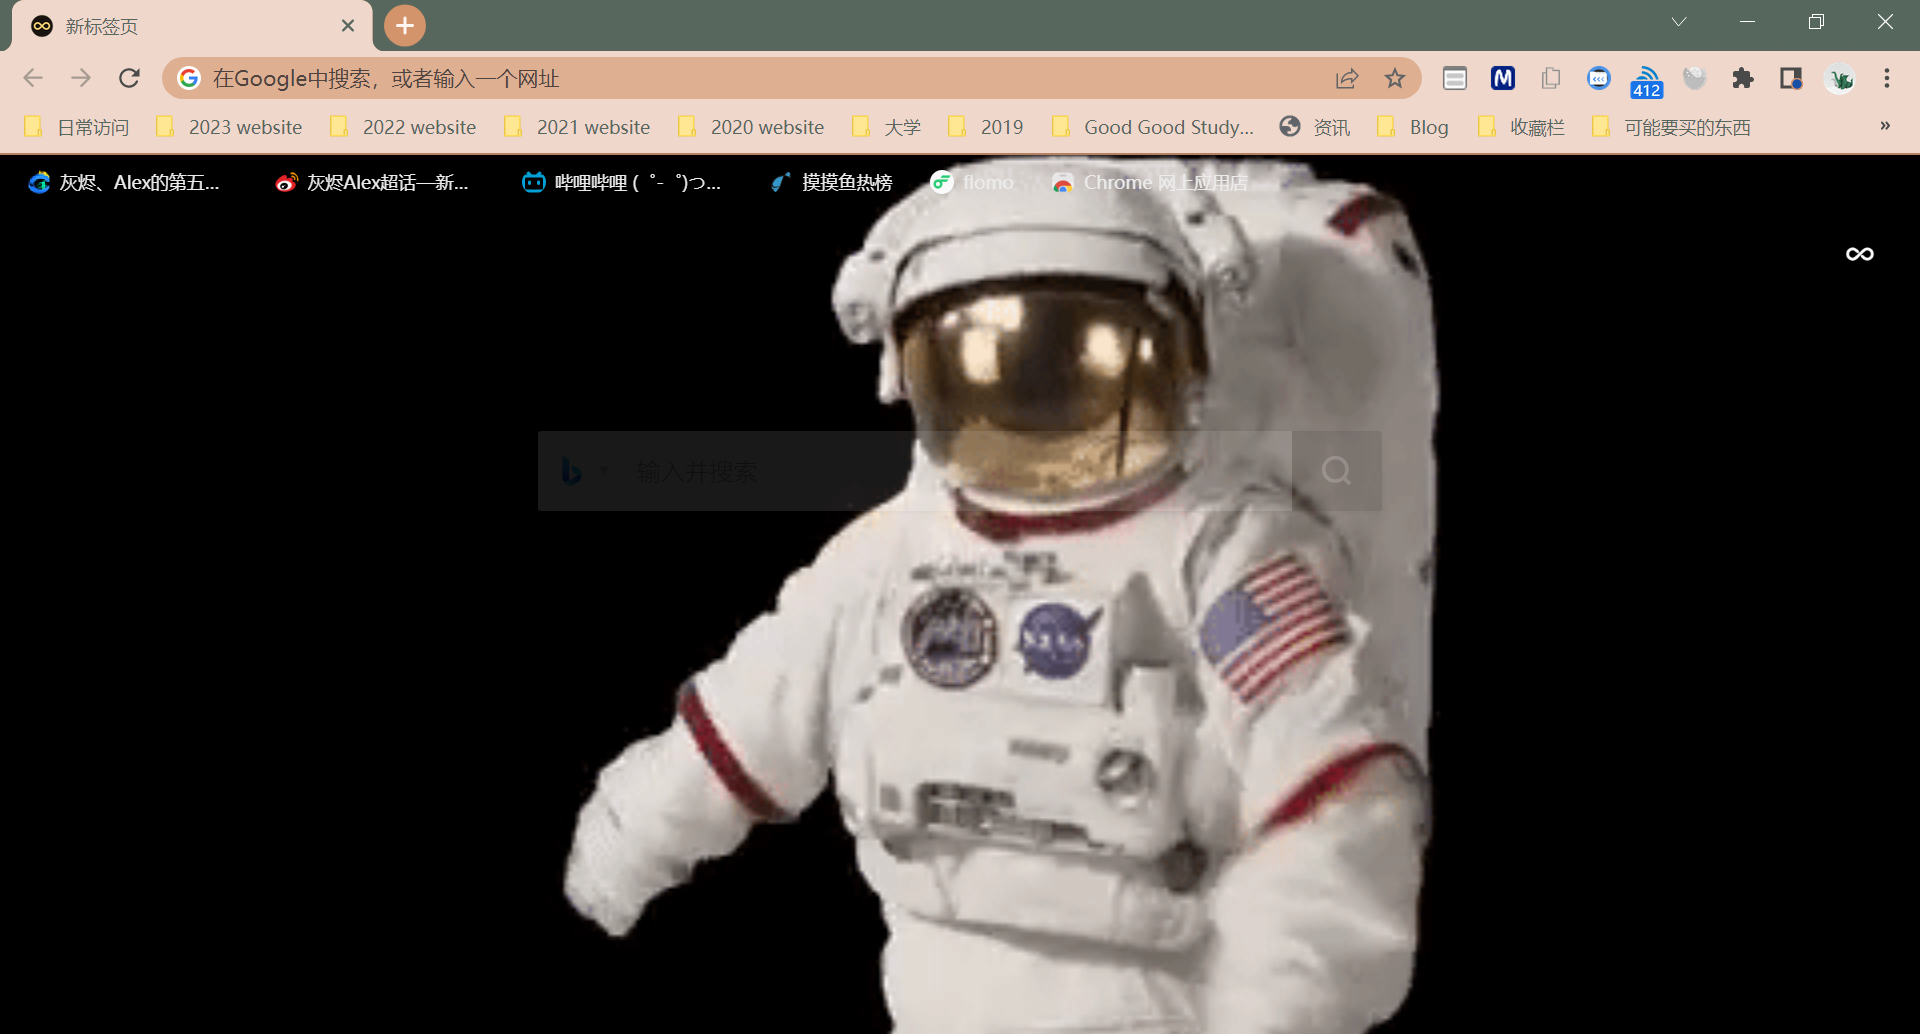 新标签页
在Google中搜索，或者输入一个网址
412
日常访问 2023 website 2022 website 2021 website 2020 website 大学 2019 Good Good Study... 资讯 Blog 收藏栏 可能要买的东西 »
灰烬、Alex的第五... 灰烬Alex超话—新... 哔哩哔哩 ( ゜- ゜)つ... 摸摸鱼热榜 flomo Chrome 网上应用店
输入并搜索
NASA